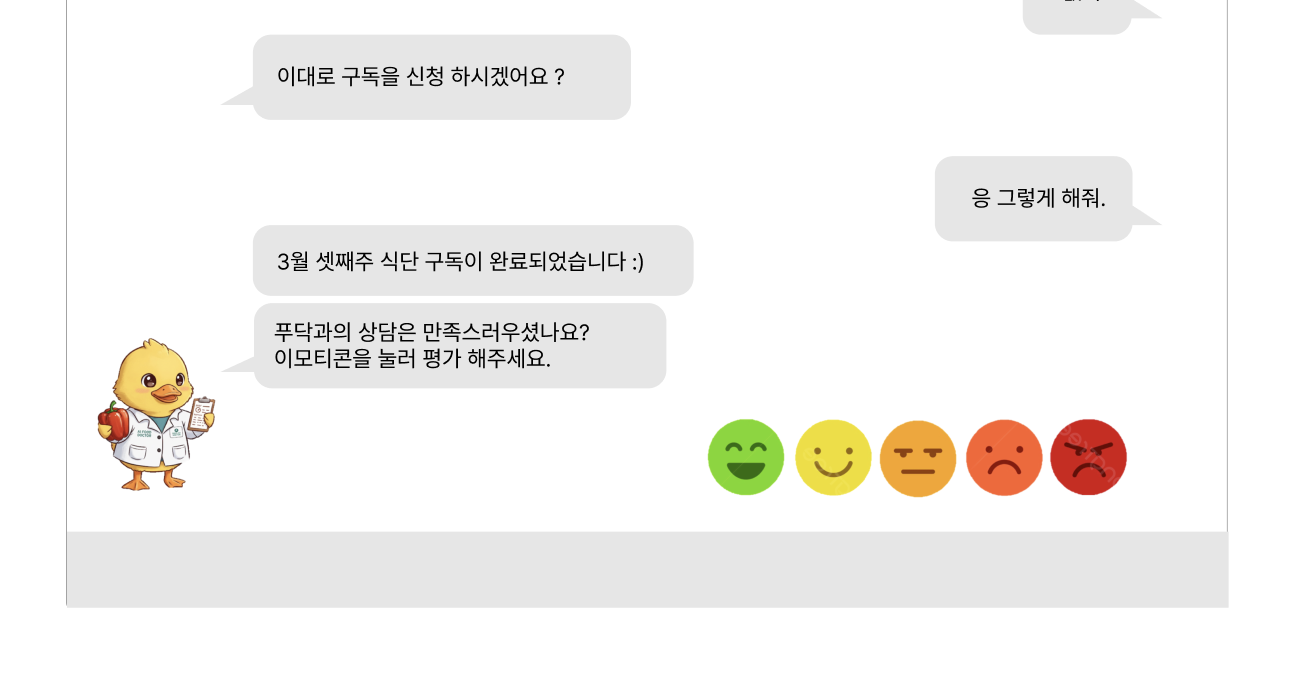 이대로 구독을 신청 하시겠어요 ?
응 그렇게 해줘.
3월 셋째주 식단 구독이 완료되었습니다 :)
푸닥과의 상담은 만족스러우셨나요?
이모티콘을 눌러 평가 해주세요.
AI FOOD
DOCTOR